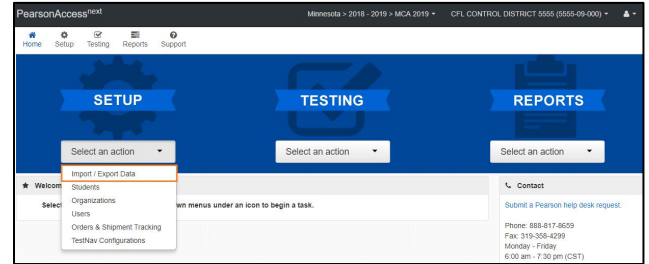 PearsonAccessnext
Minnesota > 2018 - 2019 > MCA 2019
CFL CONTROL DISTRICT 5555 (5555-09-000)
Home Setup Testing Reports Support
SETUP
TESTING
REPORTS
Select an action
Select an action
Select an action
Import / Export Data
Students
Organizations
Users
Orders & Shipment Tracking
TestNav Configurations
Welcom
Select
wn menus under an icon to begin a task.
Contact
Submit a Pearson help desk request.
Phone: 888-817-8659
Fax: 319-358-4299
Monday - Friday
6:00 am - 7:30 pm (CST)